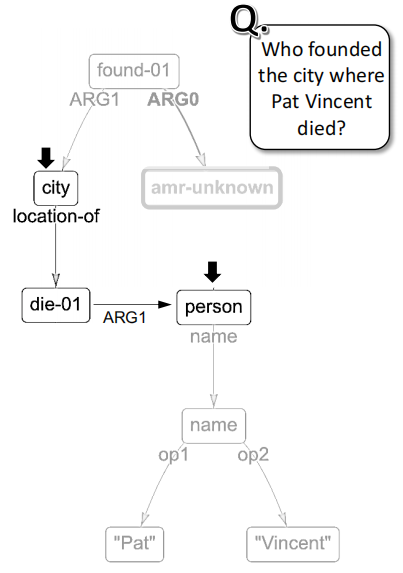 Q.
Who founded
the city where
Pat Vincent
died?
found-01
ARG1
ARG0
city
amr-unknown
location-of
die-01
ARG1
person
name
name
op1
op2
"Pat"
"Vincent"